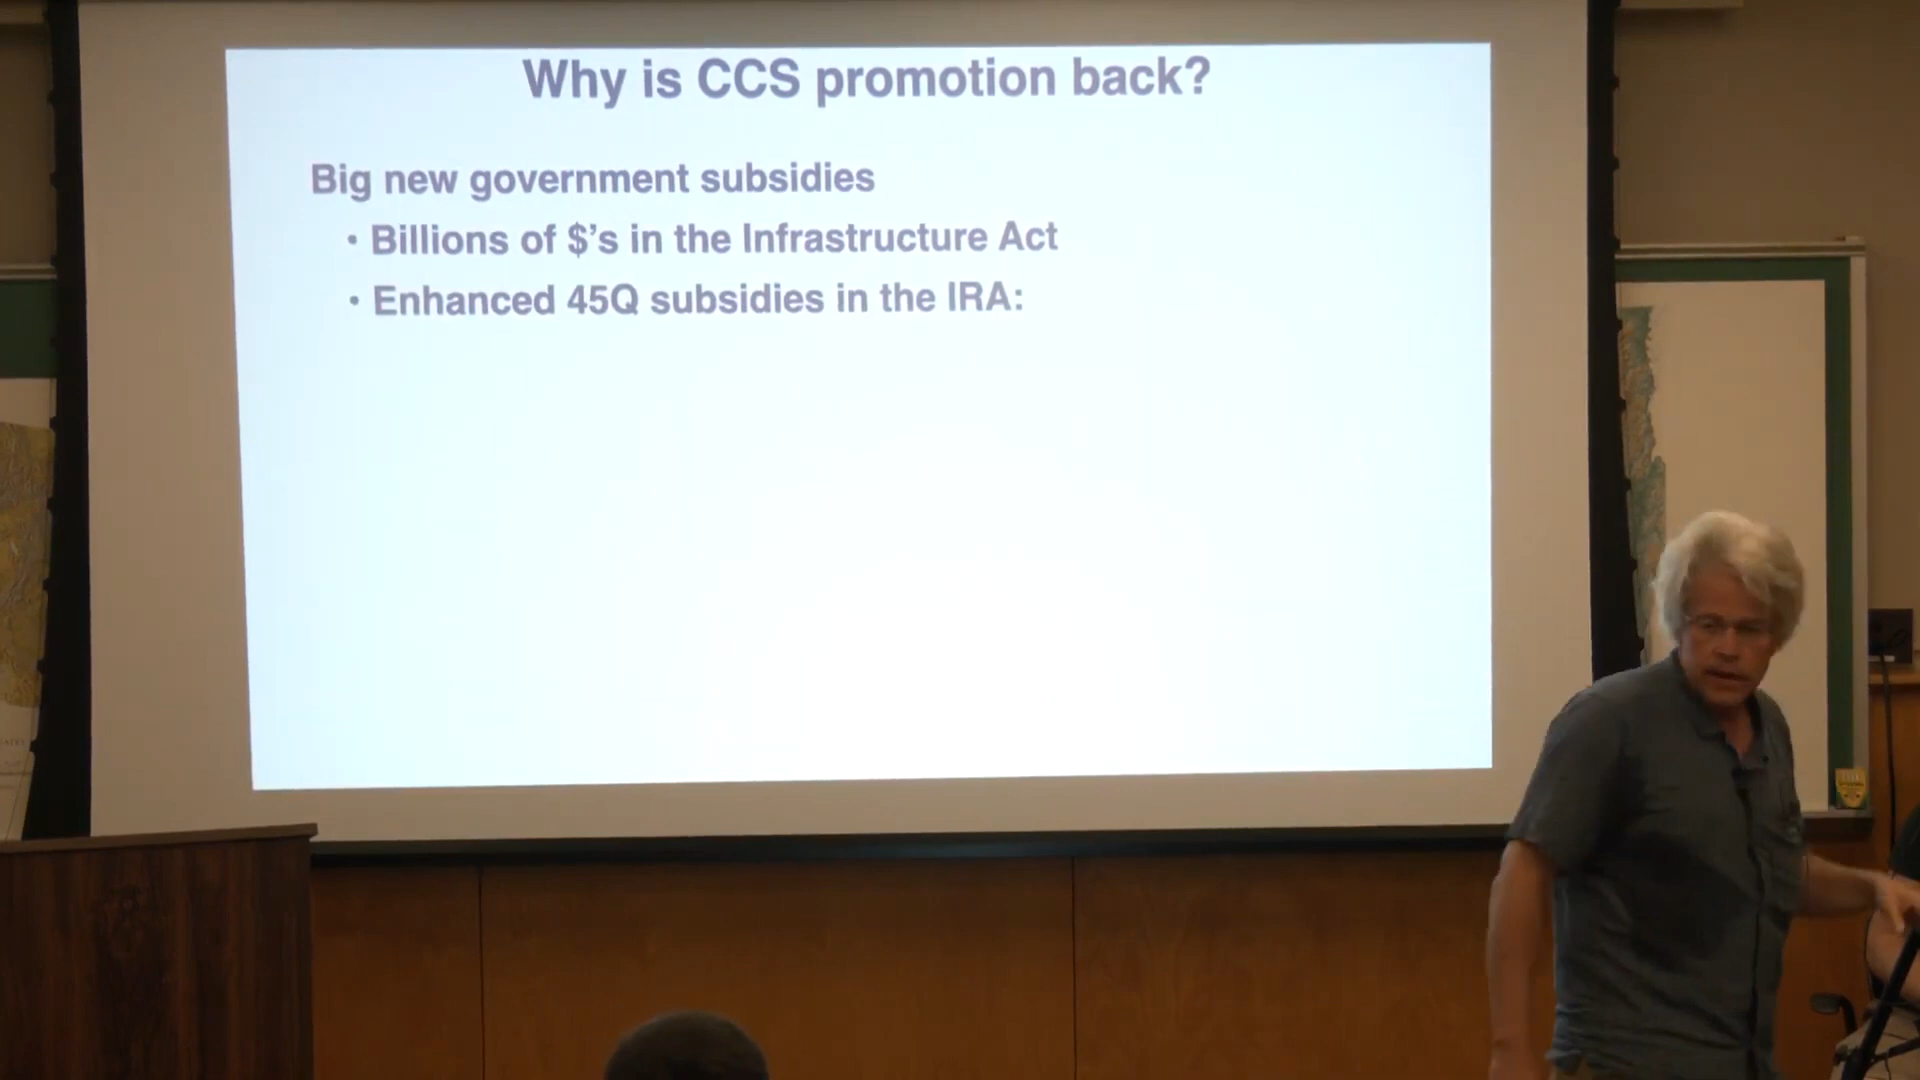 Why is CCS promotion back?
Big new government subsidies
• Billions of $'s in the Infrastructure Act
• Enhanced 45Q subsidies in the IRA: